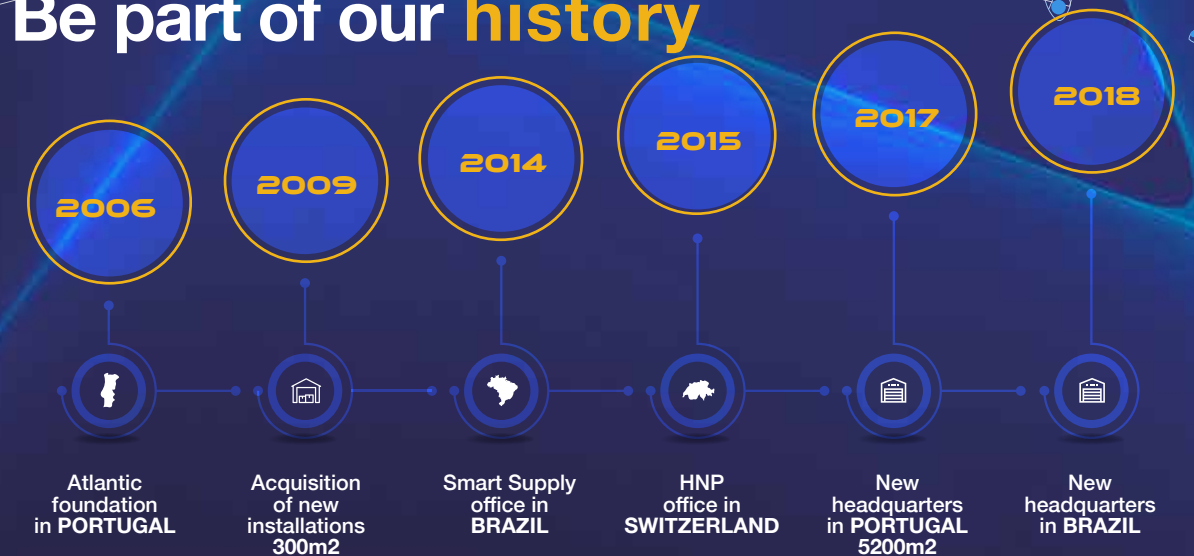 Be part of our history
2006
2009
2014
2015
2017
2018
Atlantic
foundation
in PORTUGAL
Acquisition
of new
installations
300m2
Smart Supply
office in
BRAZIL
HNP
office in
SWITZERLAND
New
headquarters
in PORTUGAL
5200m2
New
headquarters
in BRAZIL